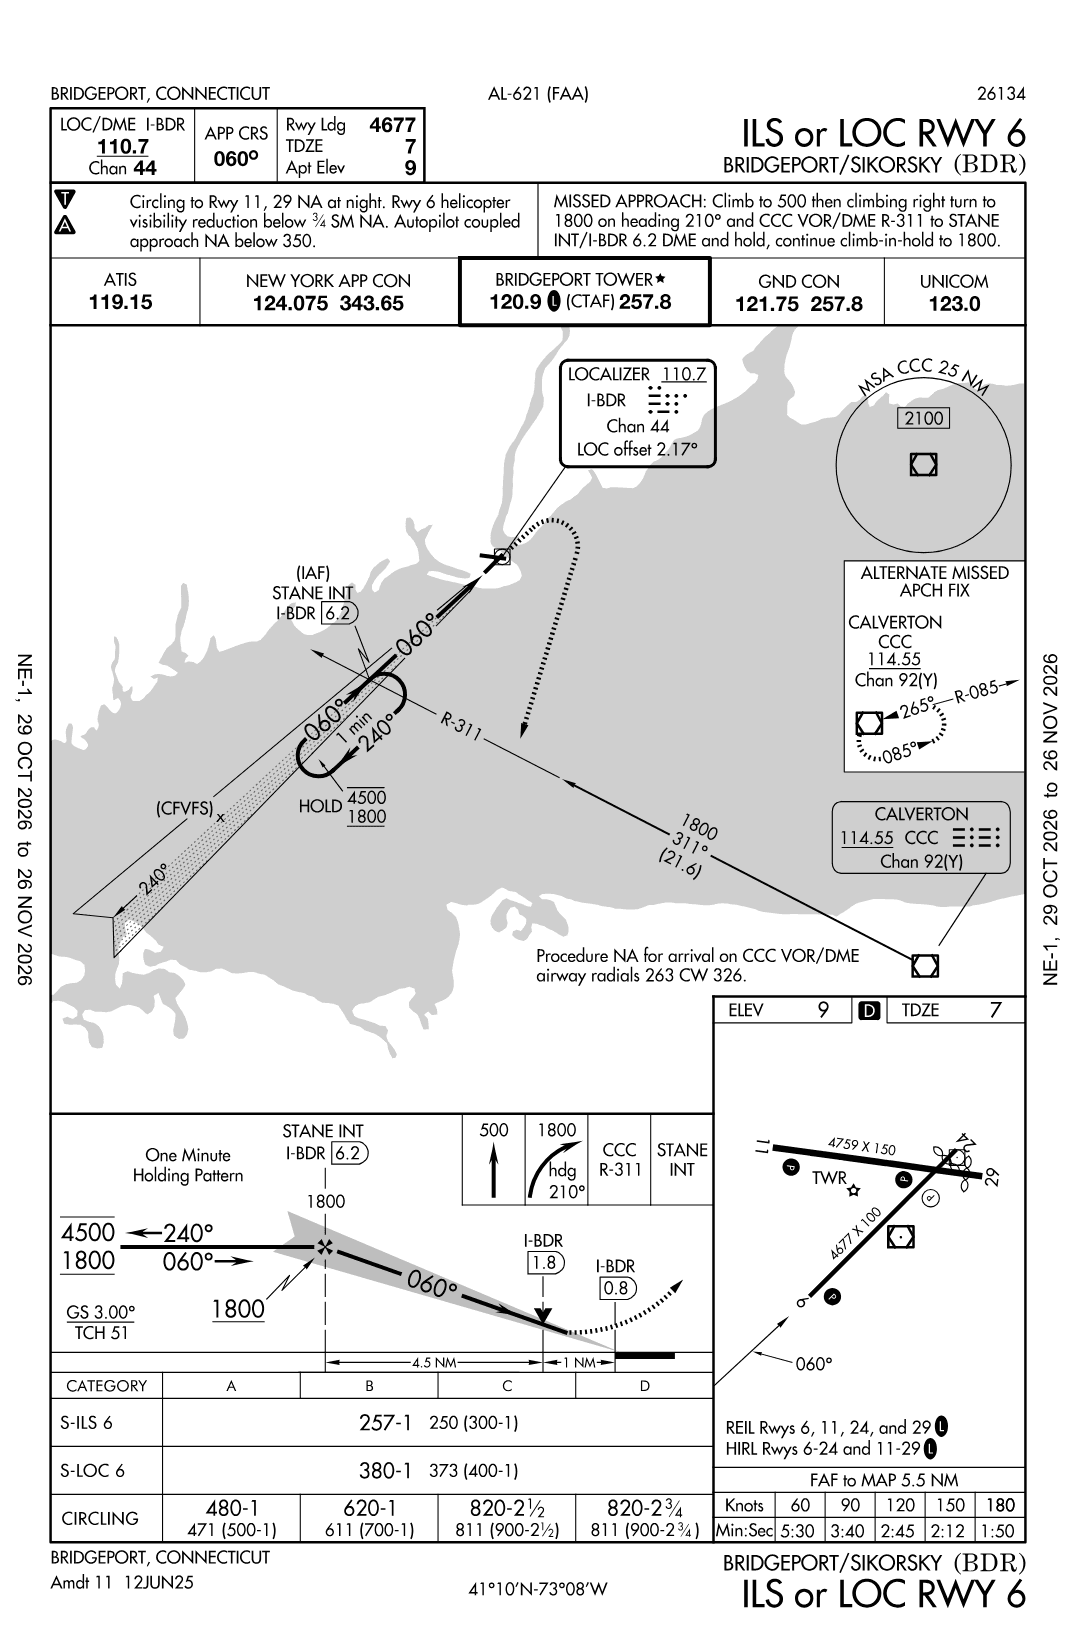 BRIDGEPORT, CONNECTICUT
AL-621 (FAA)
26134
LOC/DME I-BDR
110.7
Chan 44
APP CRS
060°
Rwy Ldg 4677
TDZE 7
Apt Elev 9
ILS or LOC RWY 6
BRIDGEPORT/SIKORSKY (BDR)
T
A
Circling to Rwy 11, 29 NA at night. Rwy 6 helicopter
visibility reduction below ¾ SM NA. Autopilot coupled
approach NA below 350.
MISSED APPROACH: Climb to 500 then climbing right turn to
1800 on heading 210° and CCC VOR/DME R-311 to STANE
INT/I-BDR 6.2 DME and hold, continue climb-in-hold to 1800.
ATIS
119.15
NEW YORK APP CON
124.075 343.65
BRIDGEPORT TOWER★
120.9 L (CTAF) 257.8
GND CON
121.75 257.8
UNICOM
123.0
LOCALIZER 110.7
I-BDR
Chan 44
LOC offset 2.17°
MSA CCC 25 NM
2100
(IAF)
STANE INT
I-BDR 6.2
060°
060°
1 min
240°
HOLD 4500
1800
(CFVFS)
240°
R-311
1800
311°
(21.6)
ALTERNATE MISSED
APCH FIX
CALVERTON
CCC
114.55
Chan 92(Y)
265°
R-085
085°
CALVERTON
114.55 CCC
Chan 92(Y)
Procedure NA for arrival on CCC VOR/DME
airway radials 263 CW 326.
NE-1, 29 OCT 2026 to 26 NOV 2026
NE-1, 29 OCT 2026 to 26 NOV 2026
ELEV 9 D TDZE 7
11
4759 X 150
24
29
P
P
P
TWR
4677 X 100
6
P
060°
REIL Rwys 6, 11, 24, and 29 L
HIRL Rwys 6-24 and 11-29 L
FAF to MAP 5.5 NM
Knots 60 90 120 150 180
Min:Sec 5:30 3:40 2:45 2:12 1:50
One Minute
Holding Pattern
STANE INT
I-BDR 6.2
1800
4500
1800
240°
060°
1800
GS 3.00°
TCH 51
060°
500
1800
hdg
210°
CCC
R-311
STANE
INT
I-BDR
1.8
I-BDR
0.8
4.5 NM
1 NM
CATEGORY A B C D
S-ILS 6 257-1 250 (300-1)
S-LOC 6 380-1 373 (400-1)
CIRCLING
480-1
471 (500-1)
620-1
611 (700-1)
820-2½
811 (900-2½)
820-2¾
811 (900-2¾)
BRIDGEPORT, CONNECTICUT
Amdt 11 12JUN25
41°10'N-73°08'W
BRIDGEPORT/SIKORSKY (BDR)
ILS or LOC RWY 6